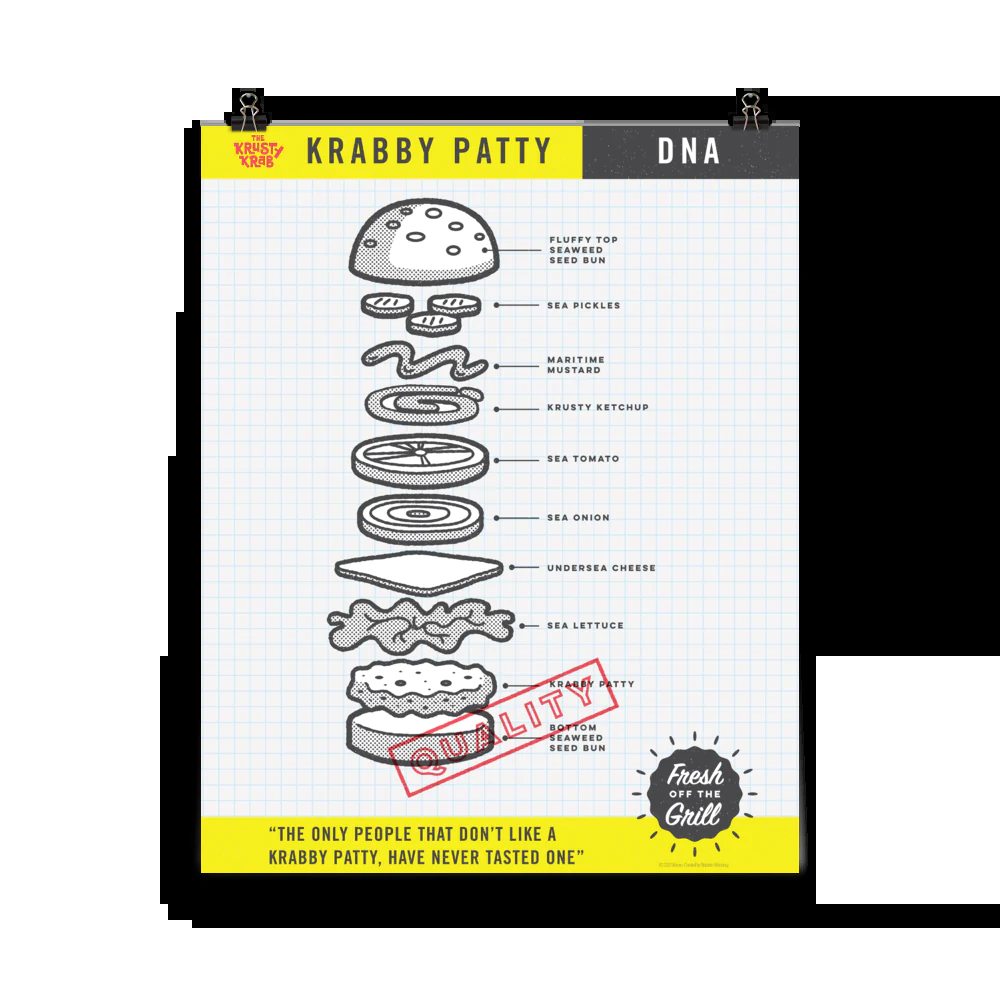 THE
KRUSTY
KRAB
KRABBY PATTY
DNA
FLUFFY TOP
SEAWEED
SEED BUN
SEA PICKLES
MARITIME
MUSTARD
KRUSTY KETCHUP
SEA TOMATO
SEA ONION
UNDERSEA CHEESE
SEA LETTUCE
KRABBY PATTY
QUALITY
BOTTOM
SEAWEED
SEED BUN
Fresh
OFF THE
Grill
“THE ONLY PEOPLE THAT DON’T LIKE A
KRABBY PATTY, HAVE NEVER TASTED ONE”